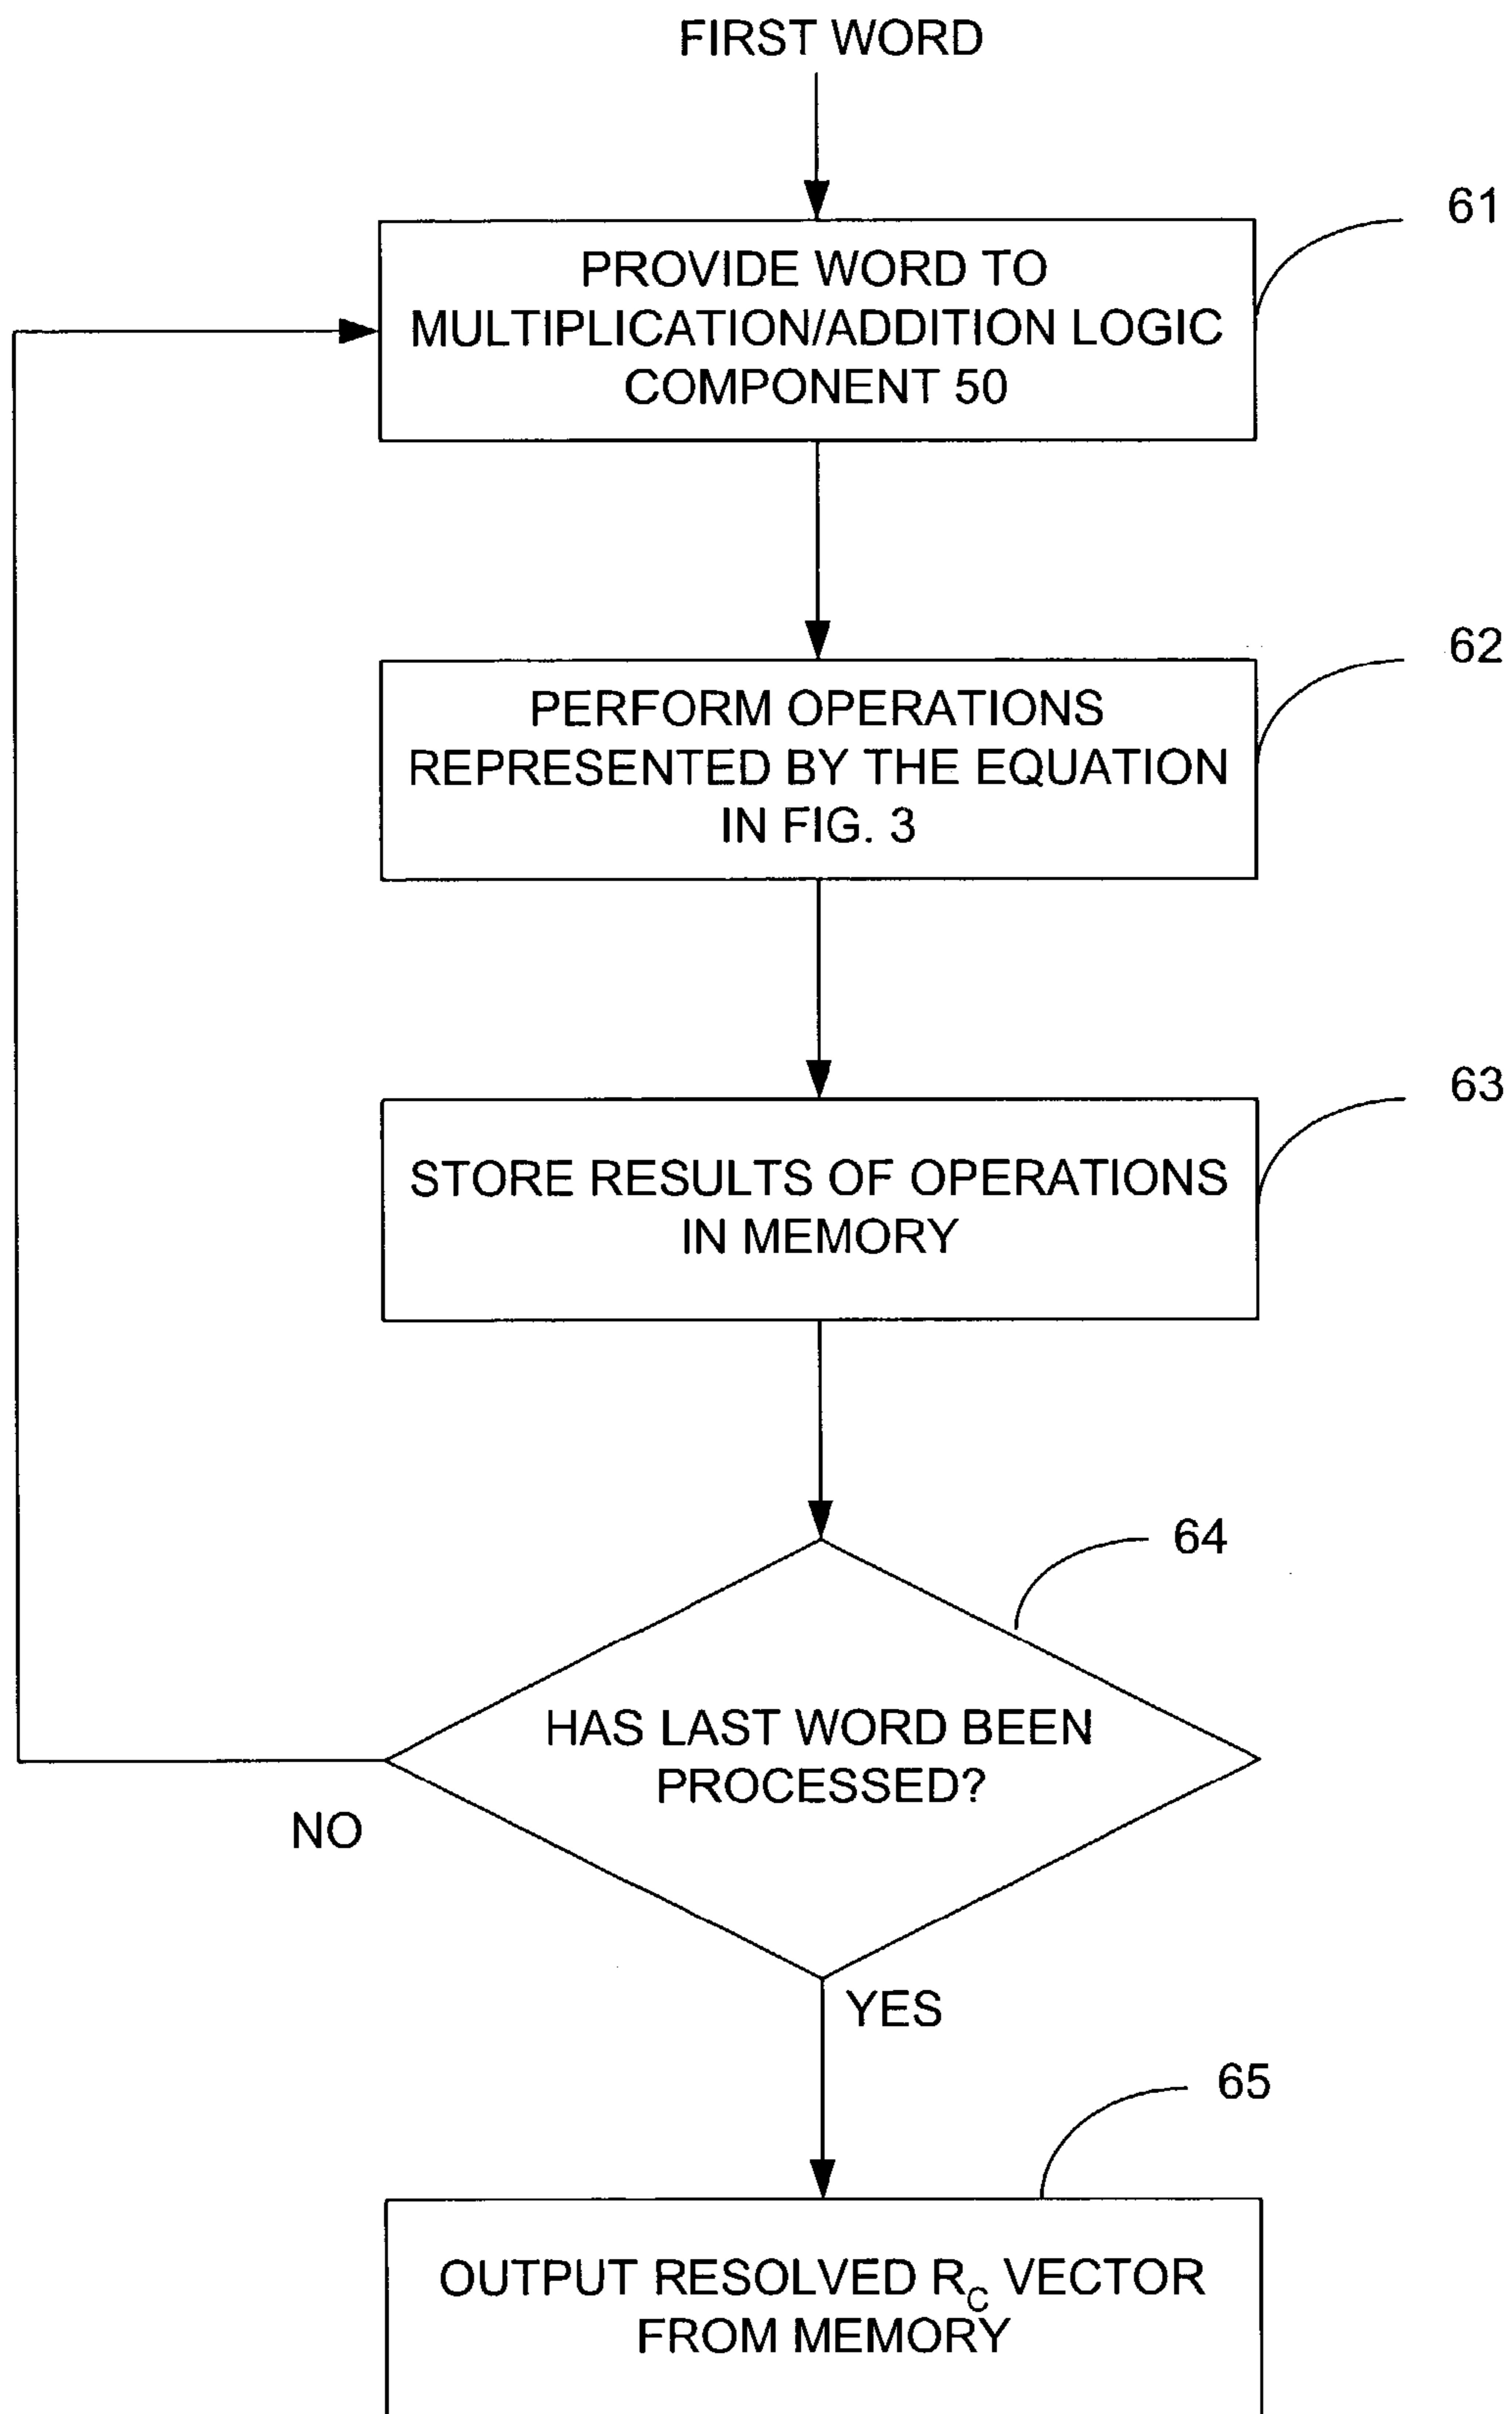 FIRST WORD
61
PROVIDE WORD TO
MULTIPLICATION/ADDITION LOGIC
COMPONENT 50
62
PERFORM OPERATIONS
REPRESENTED BY THE EQUATION
IN FIG. 3
63
STORE RESULTS OF OPERATIONS
IN MEMORY
64
HAS LAST WORD BEEN
PROCESSED?
NO
YES
65
OUTPUT RESOLVED R_C VECTOR
FROM MEMORY